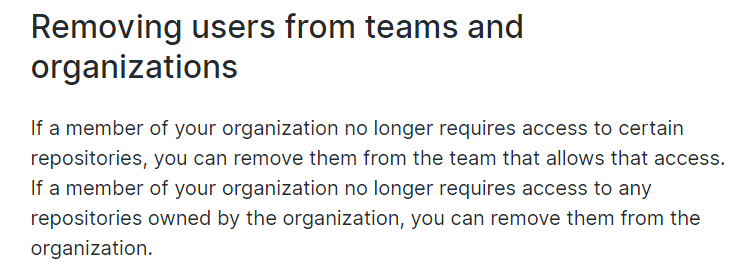 Removing users from teams and
organizations
If a member of your organization no longer requires access to certain
repositories, you can remove them from the team that allows that access.
If a member of your organization no longer requires access to any
repositories owned by the organization, you can remove them from the
organization.